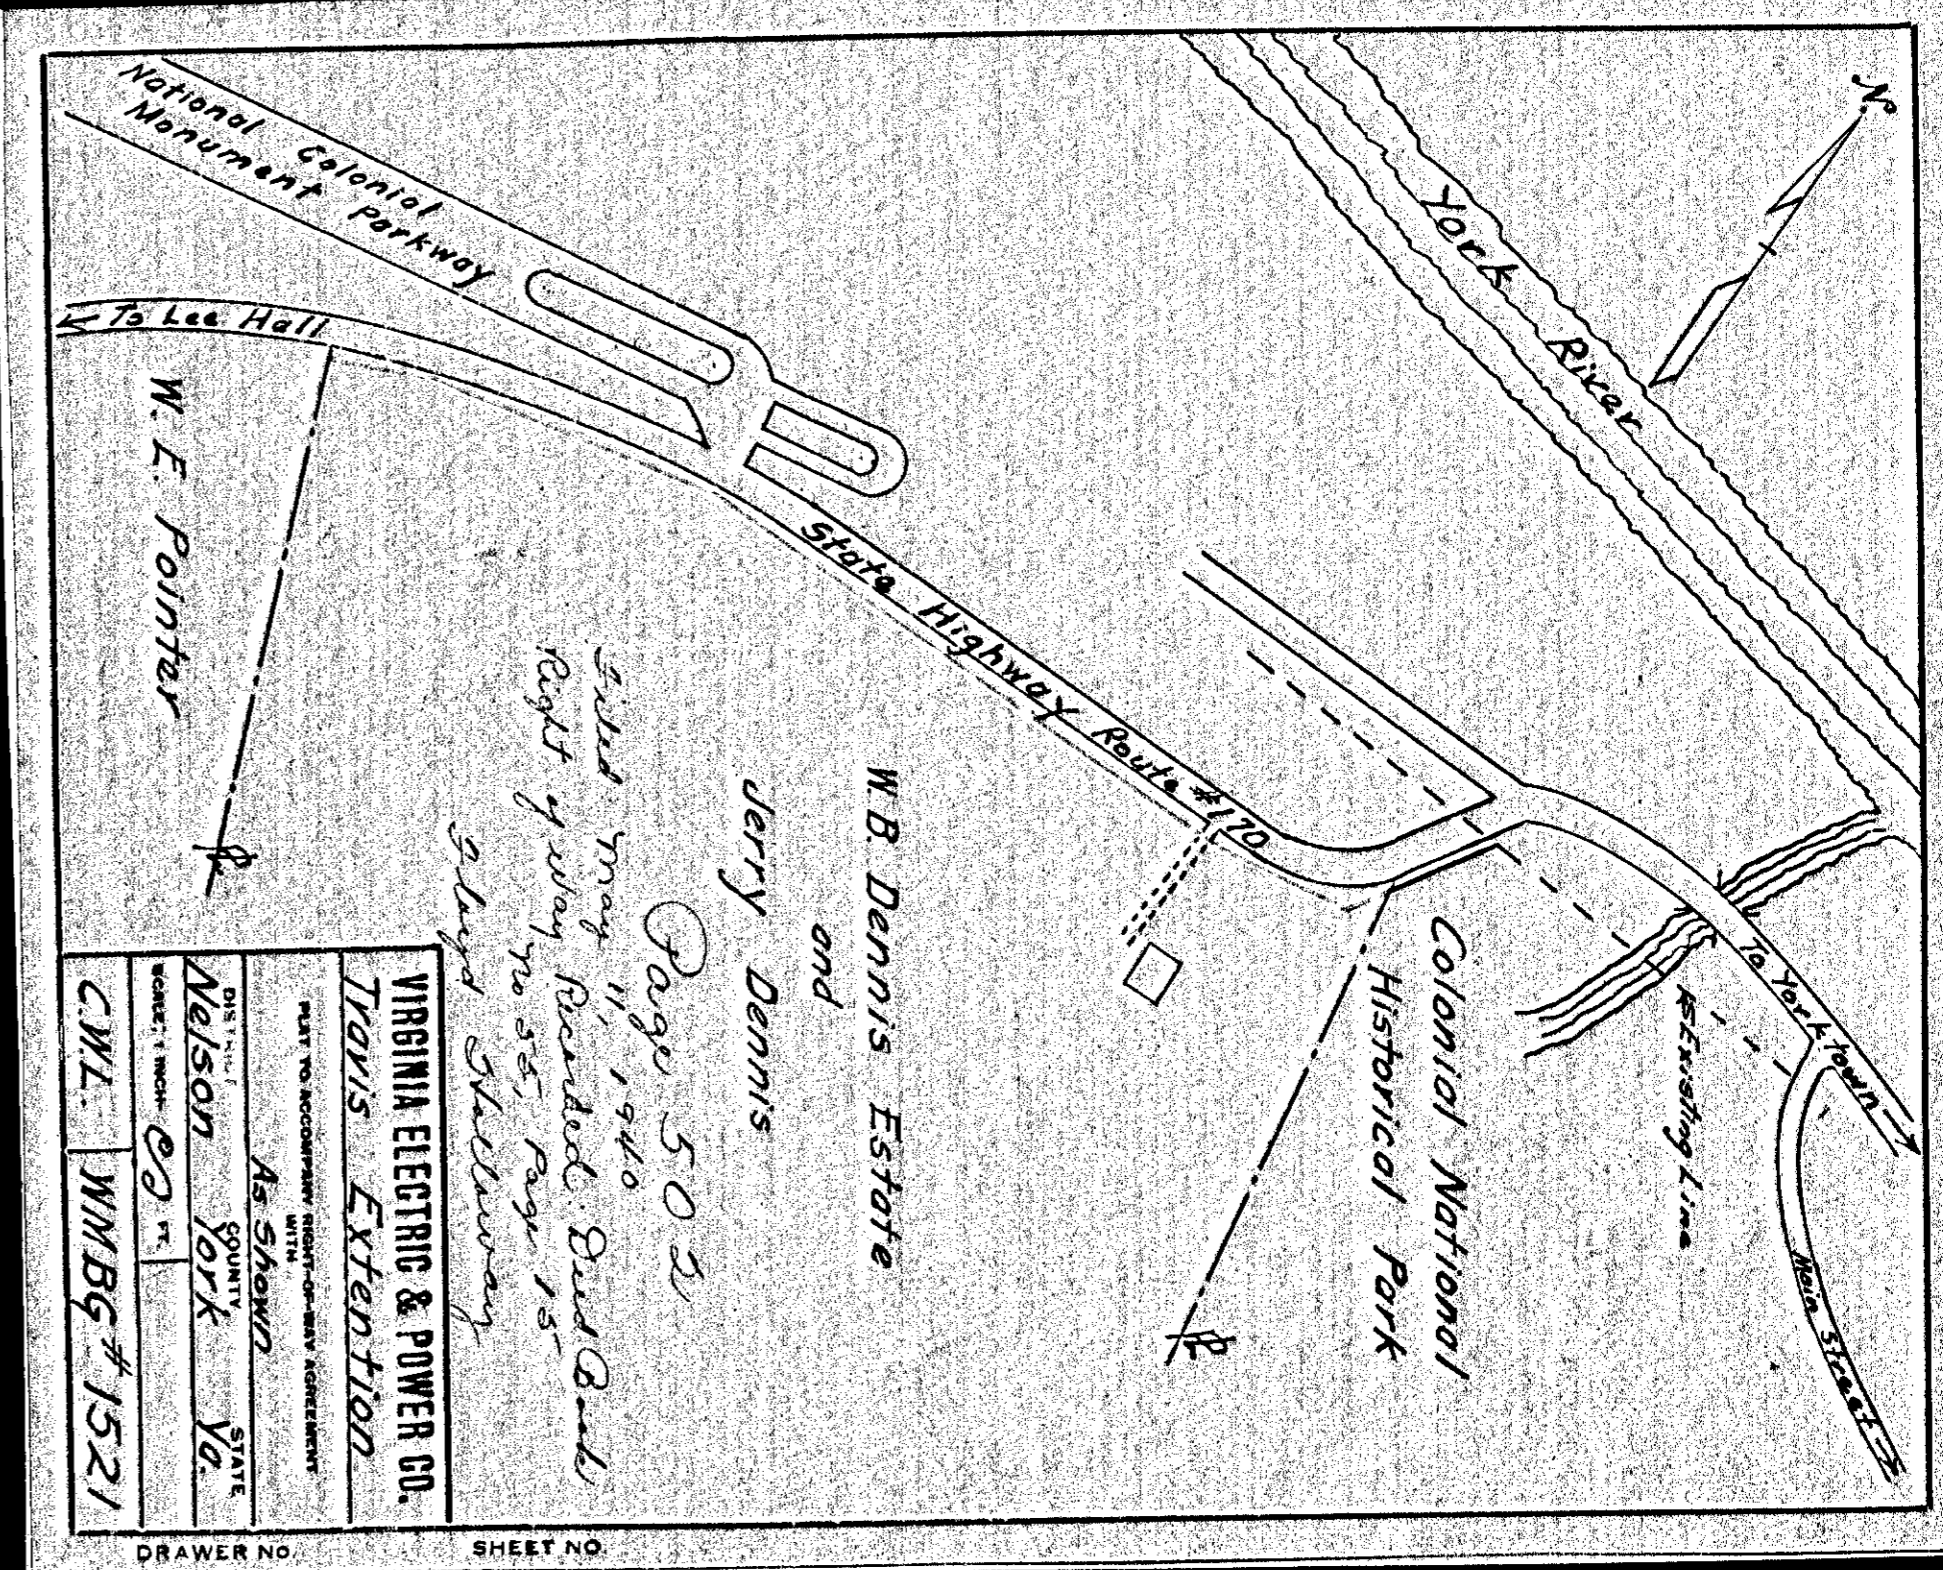 N
York River
National Colonial
Monument Parkway
To Lee Hall
State Highway Route #170
To Yorktown
Main Street
Existing Line
Colonial National
Historical Park
W. E. Pointer
W. B. Dennis Estate
and
Jerry Dennis
Page 502
Filed May 11, 1940
Right of way Recorded Deed Book
No 55, Page 15
Floyd Holloway
VIRGINIA ELECTRIC & POWER CO.
Travis Extention
PLAT TO ACCOMPANY RIGHT-OF-WAY AGREEMENT
WITH
As Shown
DISTRICT COUNTY STATE
Nelson York Va.
SCALE: 1 INCH= FT.
C.W.L. WMBG #1521
DRAWER NO.
SHEET NO.